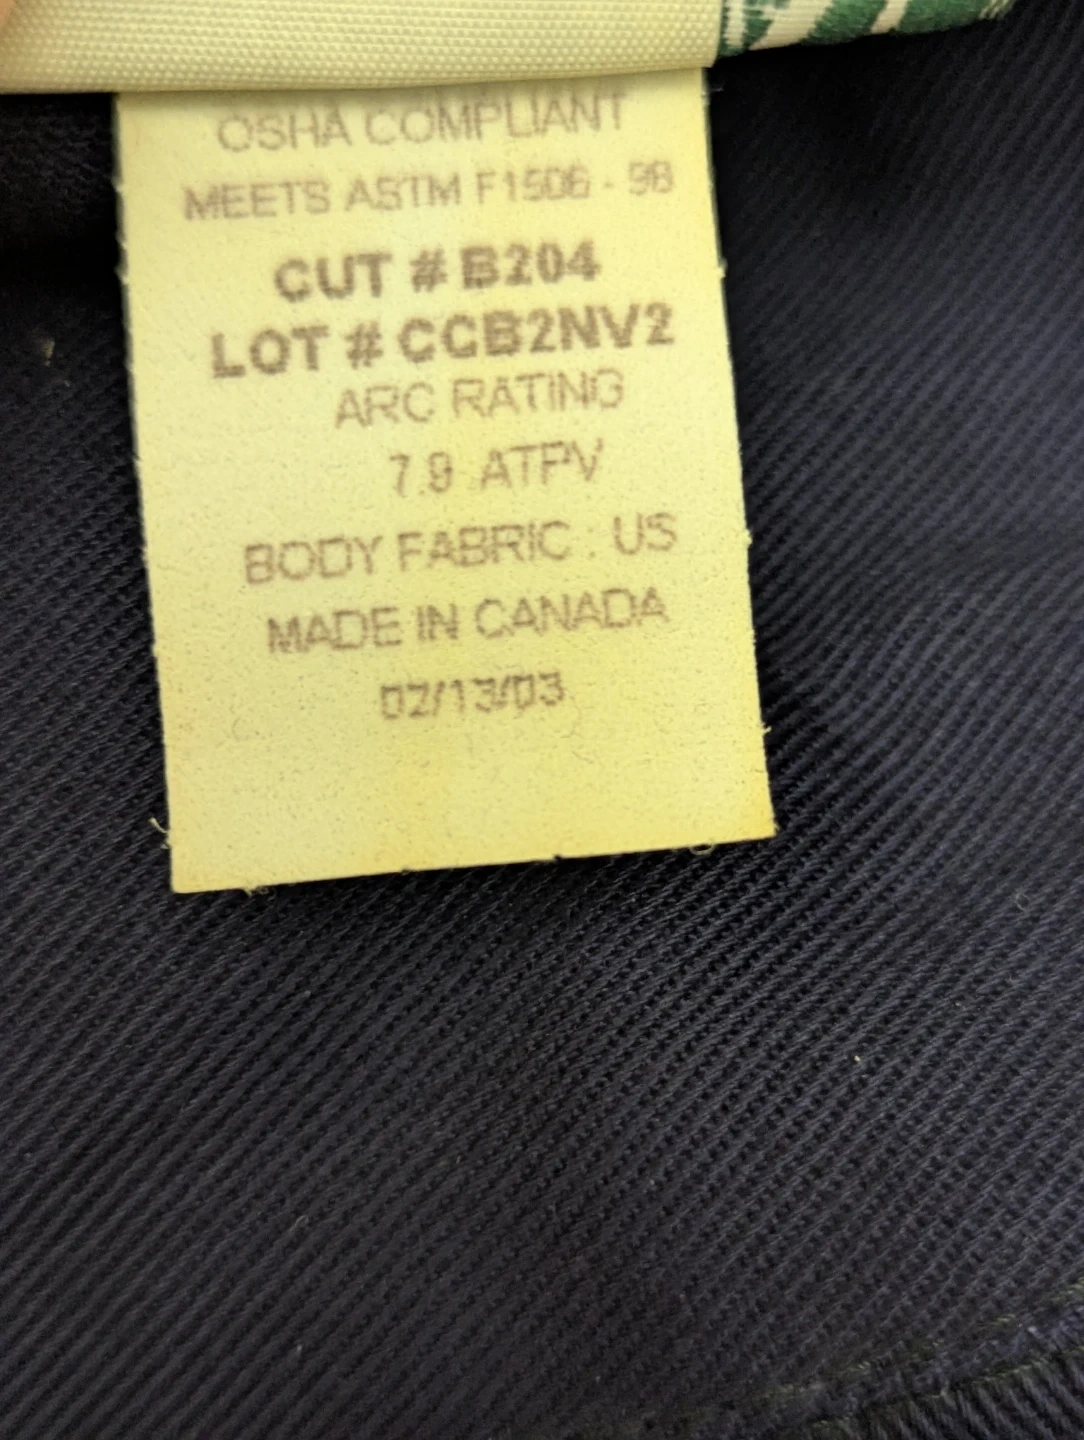 OSHA COMPLIANT
MEETS ASTM F1506 - 98
CUT # B204
LOT # CCB2NV2
ARC RATING
7.9 ATPV
BODY FABRIC : US
MADE IN CANADA
02/13/03